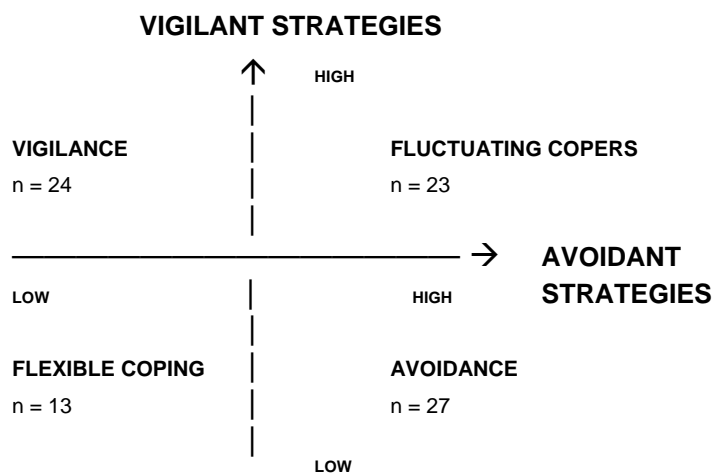 VIGILANT STRATEGIES
HIGH
VIGILANCE
FLUCTUATING COPERS
n = 24
n = 23
AVOIDANT
STRATEGIES
LOW
HIGH
FLEXIBLE COPING
AVOIDANCE
n = 13
n = 27
LOW